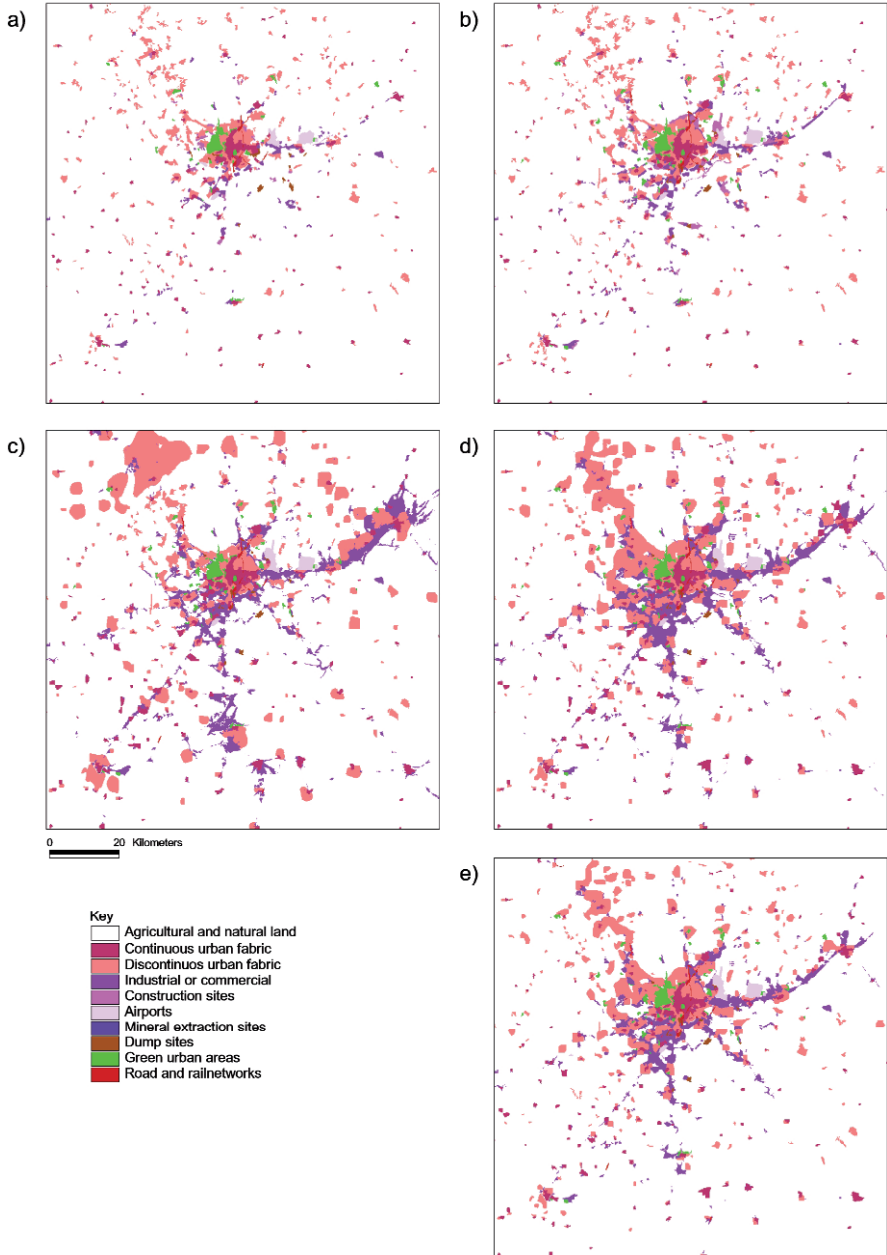 a)
b)
c)
d)
0 20 Kilometers
e)
Key
Agricultural and natural land
Continuous urban fabric
Discontinuos urban fabric
Industrial or commercial
Construction sites
Airports
Mineral extraction sites
Dump sites
Green urban areas
Road and railnetworks